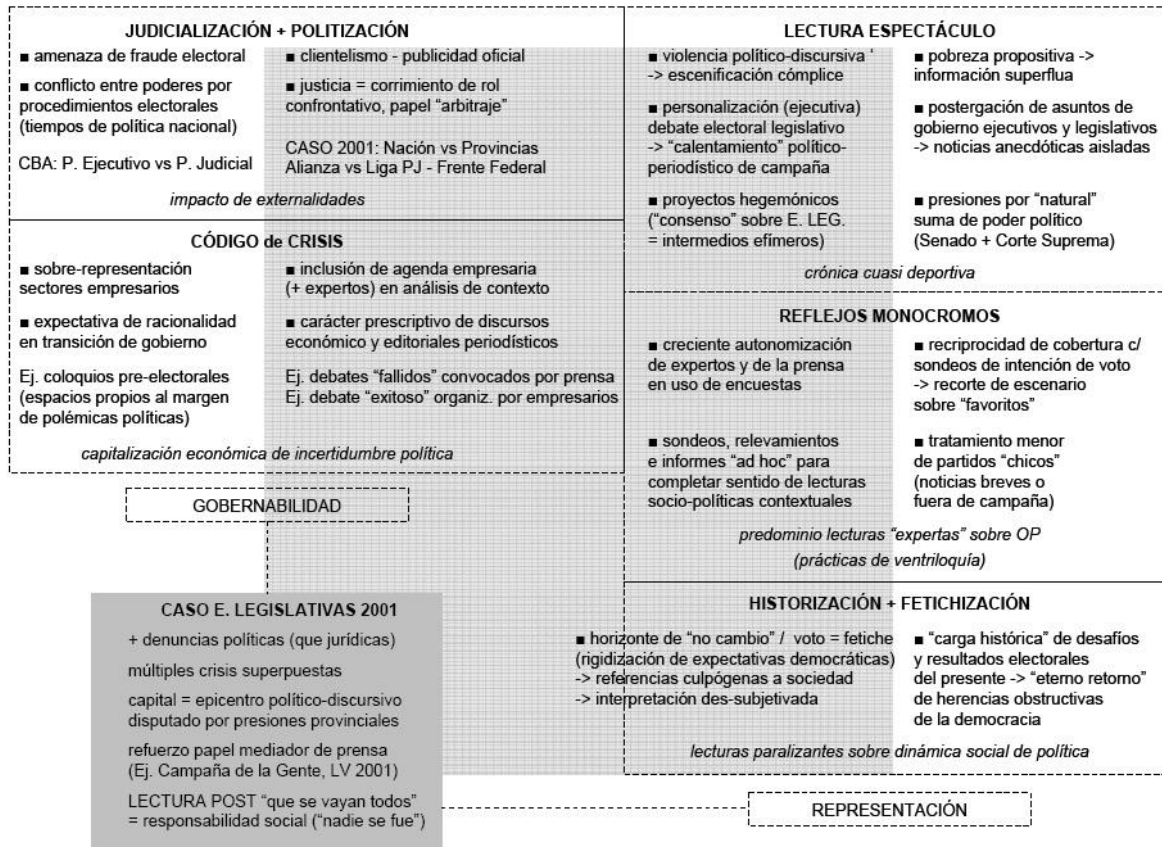 JUDICIALIZACIÓN + POLITIZACIÓN
■ amenaza de fraude electoral
■ conflicto entre poderes por
procedimientos electorales
(tiempos de política nacional)
CBA: P. Ejecutivo vs P. Judicial
■ clientelismo - publicidad oficial
■ justicia = corrimiento de rol
confrontativo, papel “arbitraje”
CASO 2001: Nación vs Provincias
Alianza vs Liga PJ - Frente Federal
impacto de externalidades
CÓDIGO de CRISIS
■ sobre-representación
sectores empresarios
■ expectativa de racionalidad
en transición de gobierno
Ej. coloquios pre-electorales
(espacios propios al margen
de polémicas políticas)
■ inclusión de agenda empresaria
(+ expertos) en análisis de contexto
■ carácter prescriptivo de discursos
económico y editoriales periodísticos
Ej. debates “fallidos” convocados por prensa
Ej. debate “exitoso” organiz. por empresarios
capitalización económica de incertidumbre política
GOBERNABILIDAD
CASO E. LEGISLATIVAS 2001
+ denuncias políticas (que jurídicas)
múltiples crisis superpuestas
capital = epicentro político-discursivo
disputado por presiones provinciales
refuerzo papel mediador de prensa
(Ej. Campaña de la Gente, LV 2001)
LECTURA POST “que se vayan todos”
= responsabilidad social (“nadie se fue”)
LECTURA ESPECTÁCULO
■ violencia político-discursiva ‘
-> escenificación cómplice
■ personalización (ejecutiva)
debate electoral legislativo
-> “calentamiento” político-
periodístico de campaña
■ proyectos hegemónicos
(“consenso” sobre E. LEG.
= intermedios efímeros)
■ pobreza propositiva ->
información superflua
■ postergación de asuntos de
gobierno ejecutivos y legislativos
-> noticias anecdóticas aisladas
■ presiones por “natural”
suma de poder político
(Senado + Corte Suprema)
crónica cuasi deportiva
REFLEJOS MONOCROMOS
■ creciente autonomización
de expertos y de la prensa
en uso de encuestas
■ sondeos, relevamientos
e informes “ad hoc” para
completar sentido de lecturas
socio-políticas contextuales
■ reciprocidad de cobertura c/
sondeos de intención de voto
-> recorte de escenario
sobre “favoritos”
■ tratamiento menor
de partidos “chicos”
(noticias breves o
fuera de campaña)
predominio lecturas “expertas” sobre OP
(prácticas de ventriloquía)
HISTORIZACIÓN + FETICHIZACIÓN
■ horizonte de “no cambio” / voto = fetiche
(rigidización de expectativas democráticas)
-> referencias culpógenas a sociedad
-> interpretación des-subjetivada
■ “carga histórica” de desafíos
y resultados electorales
del presente -> “eterno retorno”
de herencias obstructivas
de la democracia
lecturas paralizantes sobre dinámica social de política
REPRESENTACIÓN